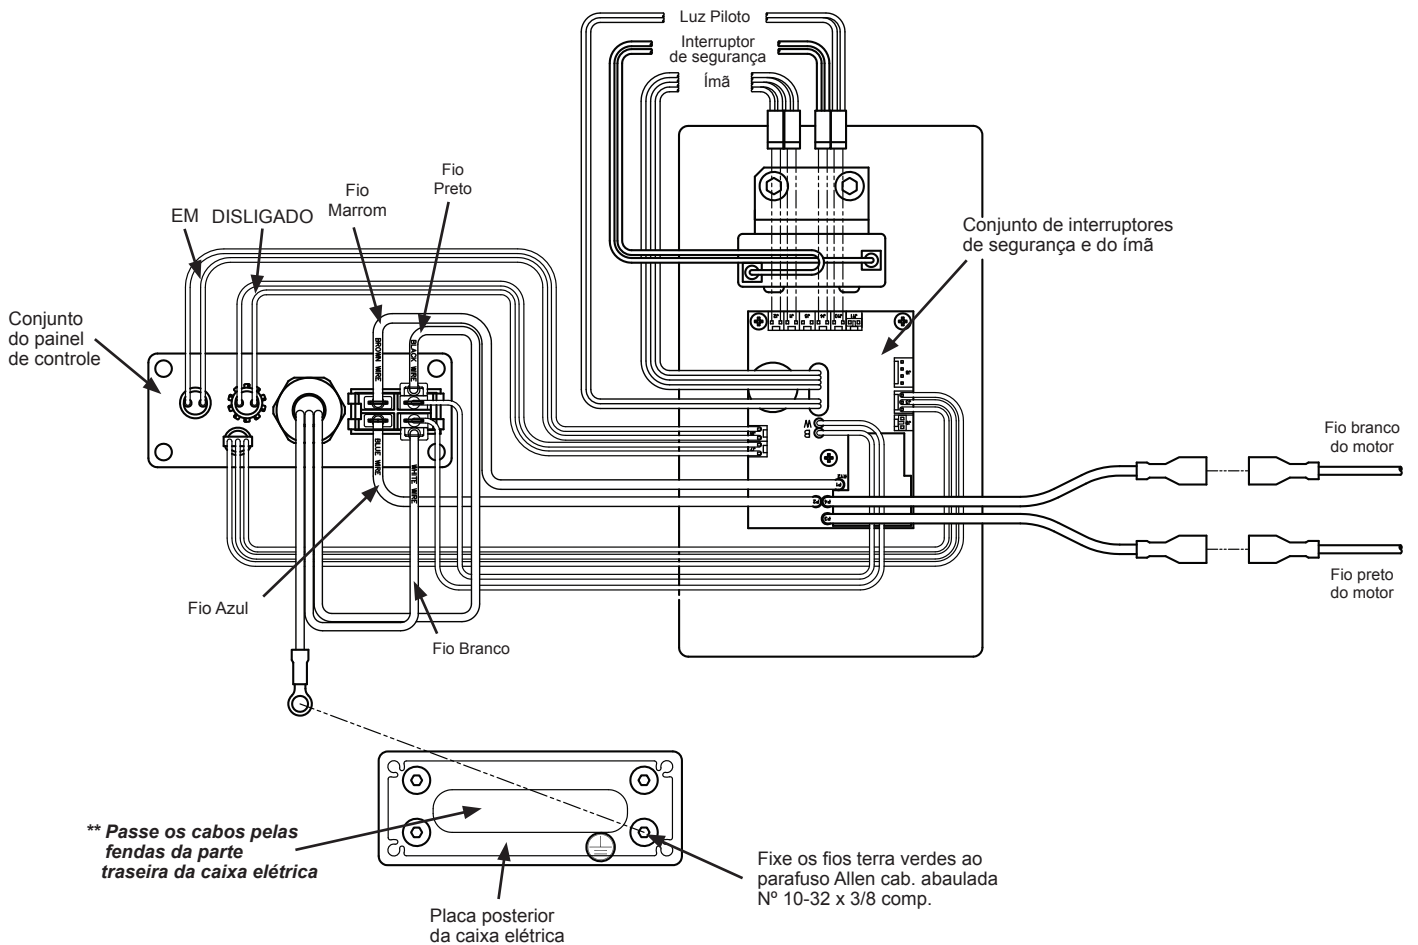 Luz Piloto
Interruptor
de segurança
Ímã
Fio
Preto
Fio
Marrom
EM
DISLIGADO
Conjunto de interruptores
de segurança e do ímã
Conjunto
do painel
de controle
BROWN WIRE
BLACK WIRE
BLUE WIRE
WHITE WIRE
W
B
Fio branco
do motor
Fio preto
do motor
Fio Azul
Fio Branco
** Passe os cabos pelas
fendas da parte
traseira da caixa elétrica
Placa posterior
da caixa elétrica
Fixe os fios terra verdes ao
parafuso Allen cab. abaulada
Nº 10-32 x 3/8 comp.